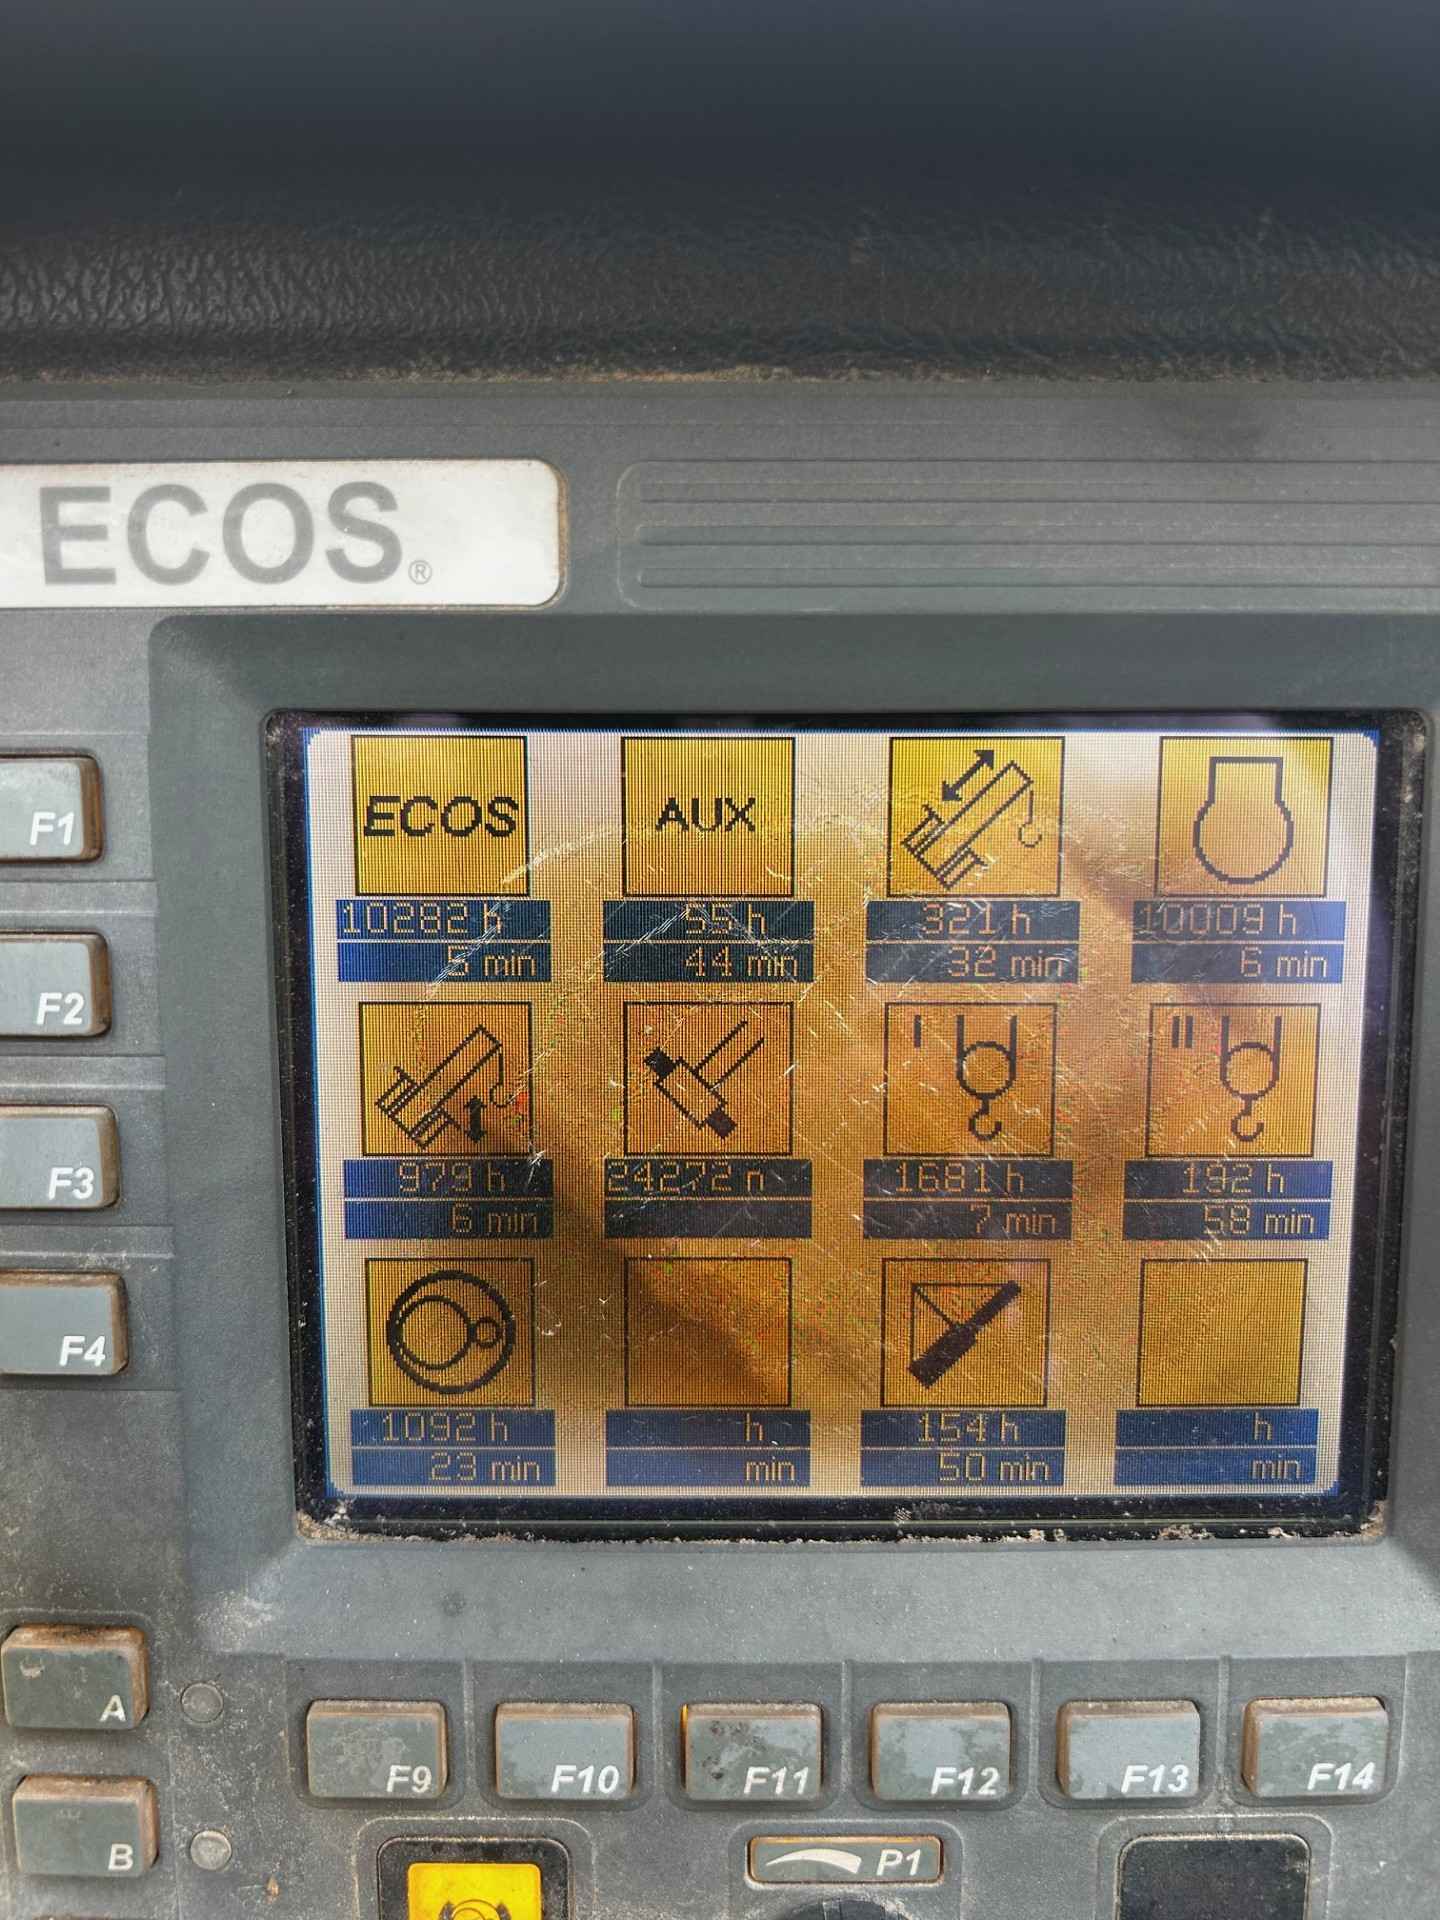 ECOS®
F1
F2
F3
F4
ECOS AUX
10282 h 55 h 321 h 10009 h
5 min 44 min 32 min 6 min
I II
979 h 24272 n 1681 h 192 h
6 min 7 min 58 min
1092 h h 154 h h
23 min min 50 min min
A
F9 F10 F11 F12 F13 F14
B
P1